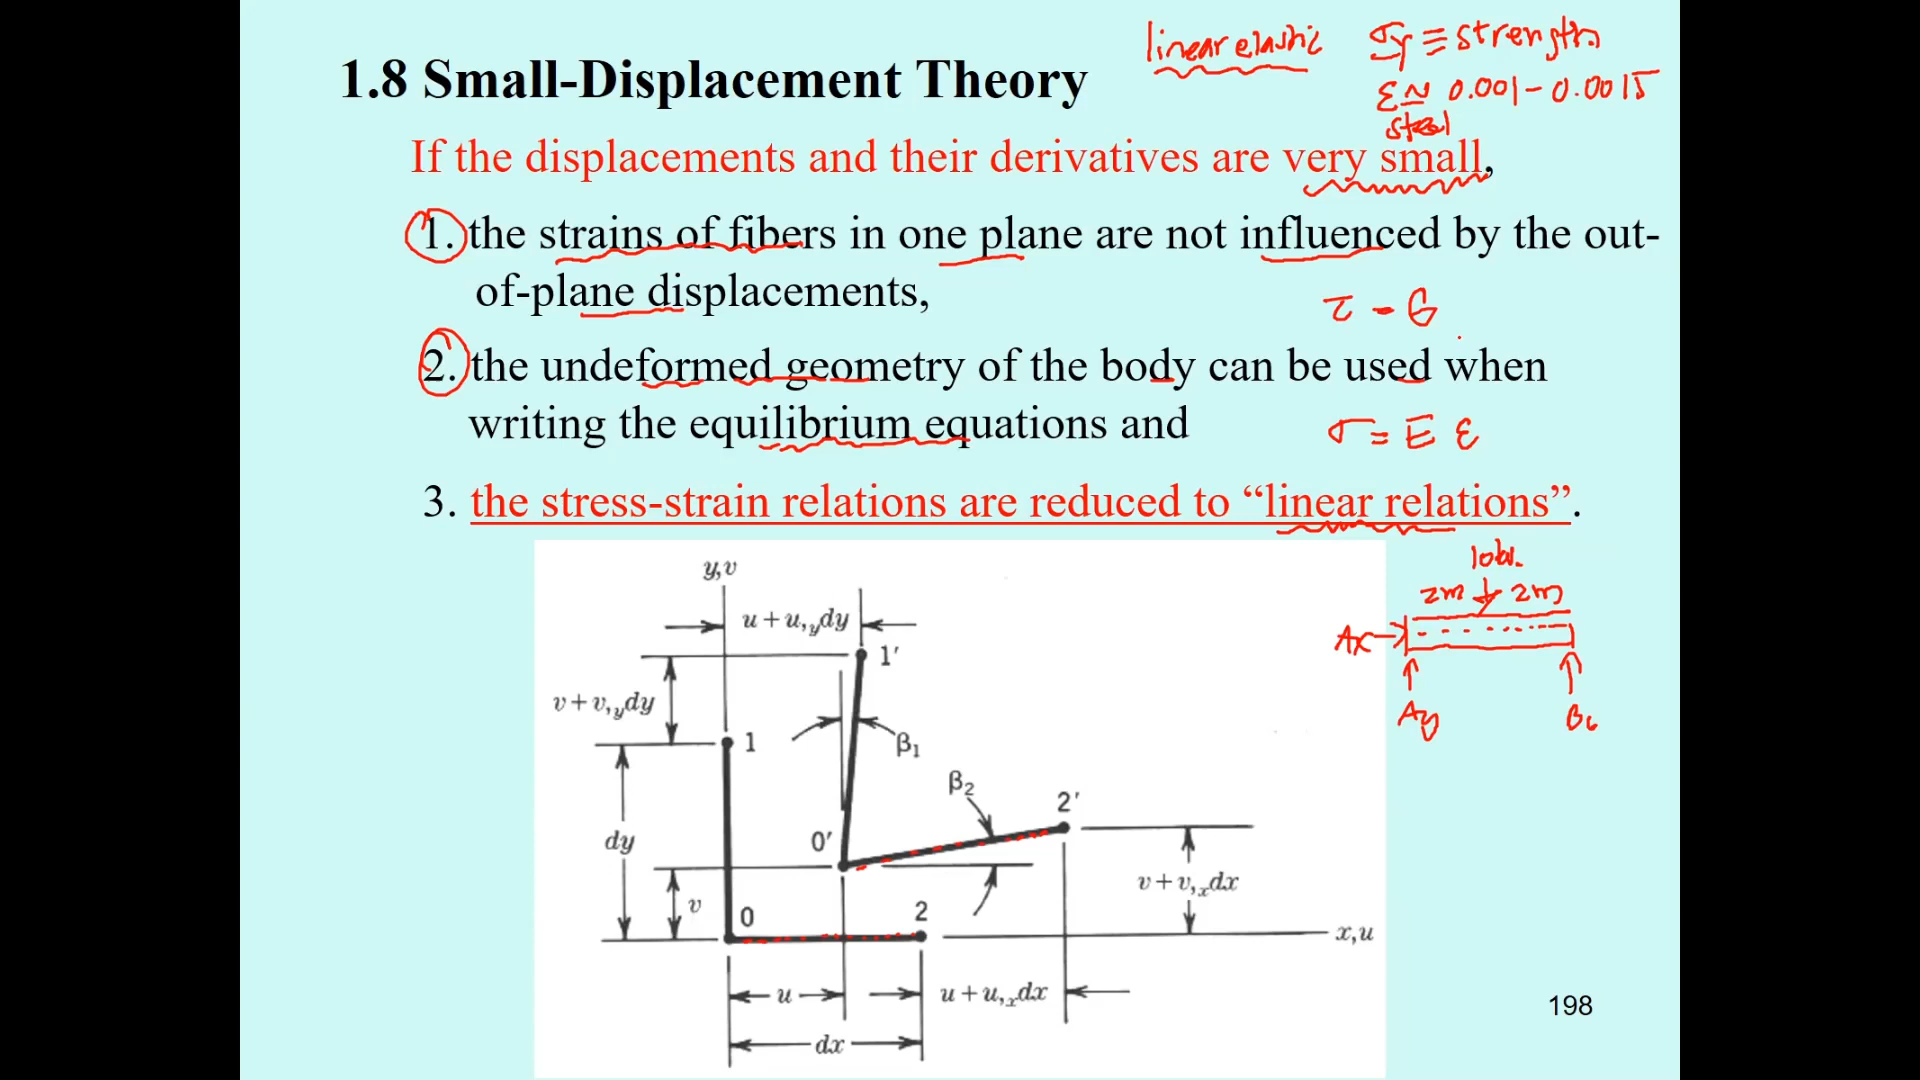 linear elastic σy ≡ strength
1.8 Small-Displacement Theory
ε ≈ 0.001 - 0.0015
steel
If the displacements and their derivatives are very small,
1. the strains of fibers in one plane are not influenced by the out-
of-plane displacements,
τ - G
2. the undeformed geometry of the body can be used when
writing the equilibrium equations and
σ = E ε
3. the stress-strain relations are reduced to “linear relations”.
2m 2m
Ax
Ay
y,v
u + u,ydy
1'
v + v,ydy
1
β1
β2
2'
dy
0'
v
0
2
v + v,xdx
x,u
u
u + u,xdx
dx
198